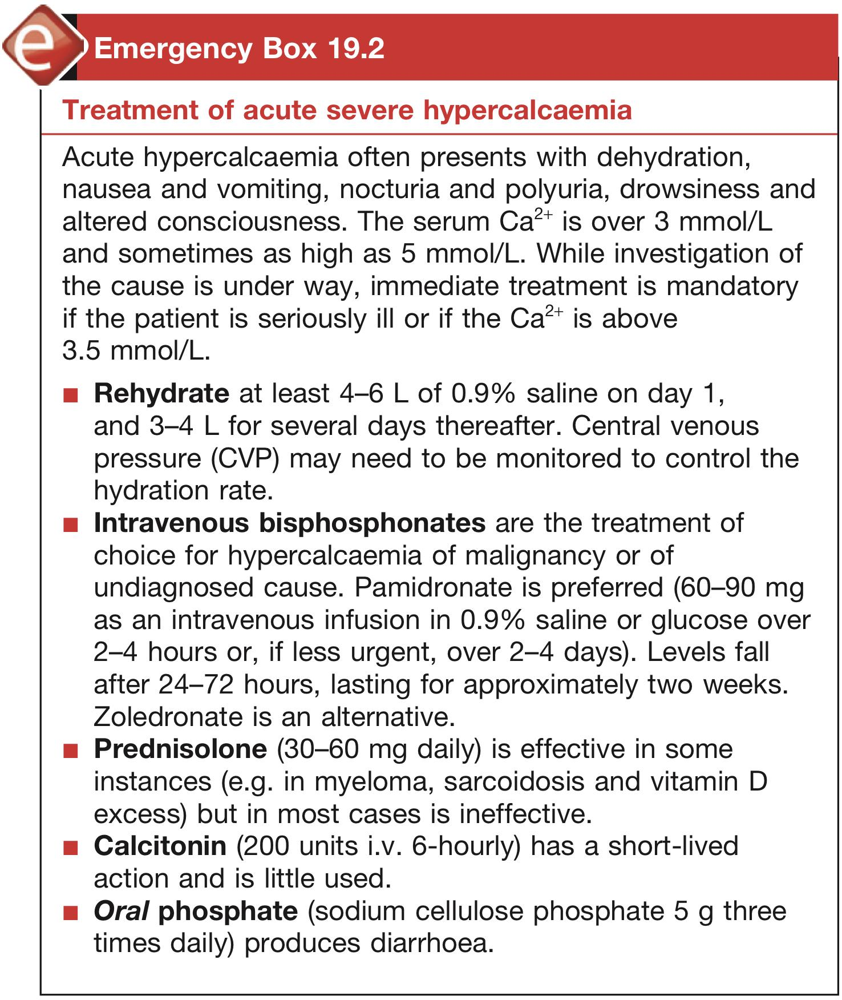 e
Emergency Box 19.2
Treatment of acute severe hypercalcaemia
Acute hypercalcaemia often presents with dehydration,
nausea and vomiting, nocturia and polyuria, drowsiness and
altered consciousness. The serum Ca²⁺ is over 3 mmol/L
and sometimes as high as 5 mmol/L. While investigation of
the cause is under way, immediate treatment is mandatory
if the patient is seriously ill or if the Ca²⁺ is above
3.5 mmol/L.
■ Rehydrate at least 4–6 L of 0.9% saline on day 1,
and 3–4 L for several days thereafter. Central venous
pressure (CVP) may need to be monitored to control the
hydration rate.
■ Intravenous bisphosphonates are the treatment of
choice for hypercalcaemia of malignancy or of
undiagnosed cause. Pamidronate is preferred (60–90 mg
as an intravenous infusion in 0.9% saline or glucose over
2–4 hours or, if less urgent, over 2–4 days). Levels fall
after 24–72 hours, lasting for approximately two weeks.
Zoledronate is an alternative.
■ Prednisolone (30–60 mg daily) is effective in some
instances (e.g. in myeloma, sarcoidosis and vitamin D
excess) but in most cases is ineffective.
■ Calcitonin (200 units i.v. 6-hourly) has a short-lived
action and is little used.
■ Oral phosphate (sodium cellulose phosphate 5 g three
times daily) produces diarrhoea.